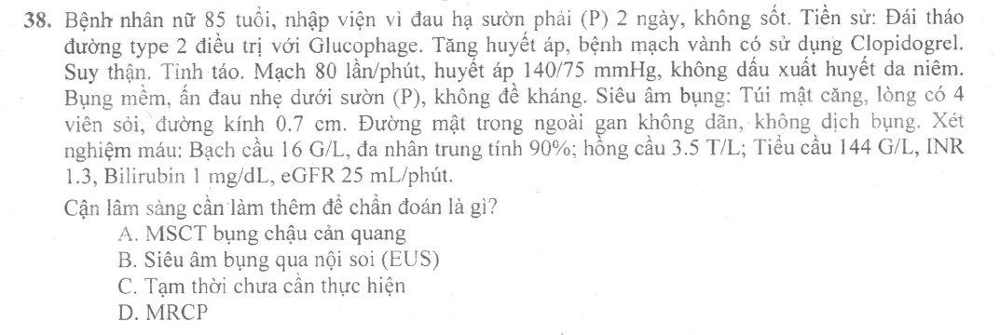 38. Bệnh nhân nữ 85 tuổi, nhập viện vì đau hạ sườn phải (P) 2 ngày, không sốt. Tiền sử: Đái tháo
đường type 2 điều trị với Glucophage. Tăng huyết áp, bệnh mạch vành có sử dụng Clopidogrel.
Suy thận. Tỉnh táo. Mạch 80 lần/phút, huyết áp 140/75 mmHg, không dấu xuất huyết da niêm.
Bụng mềm, ấn đau nhẹ dưới sườn (P), không đề kháng. Siêu âm bụng: Túi mật căng, lòng có 4
viên sỏi, đường kính 0.7 cm. Đường mật trong ngoài gan không dãn, không dịch bụng. Xét
nghiệm máu: Bạch cầu 16 G/L, đa nhân trung tính 90%; hồng cầu 3.5 T/L; Tiểu cầu 144 G/L, INR
1.3, Bilirubin 1 mg/dL, eGFR 25 mL/phút.
Cận lâm sàng cần làm thêm để chẩn đoán là gì?
A. MSCT bụng chậu cản quang
B. Siêu âm bụng qua nội soi (EUS)
C. Tạm thời chưa cần thực hiện
D. MRCP